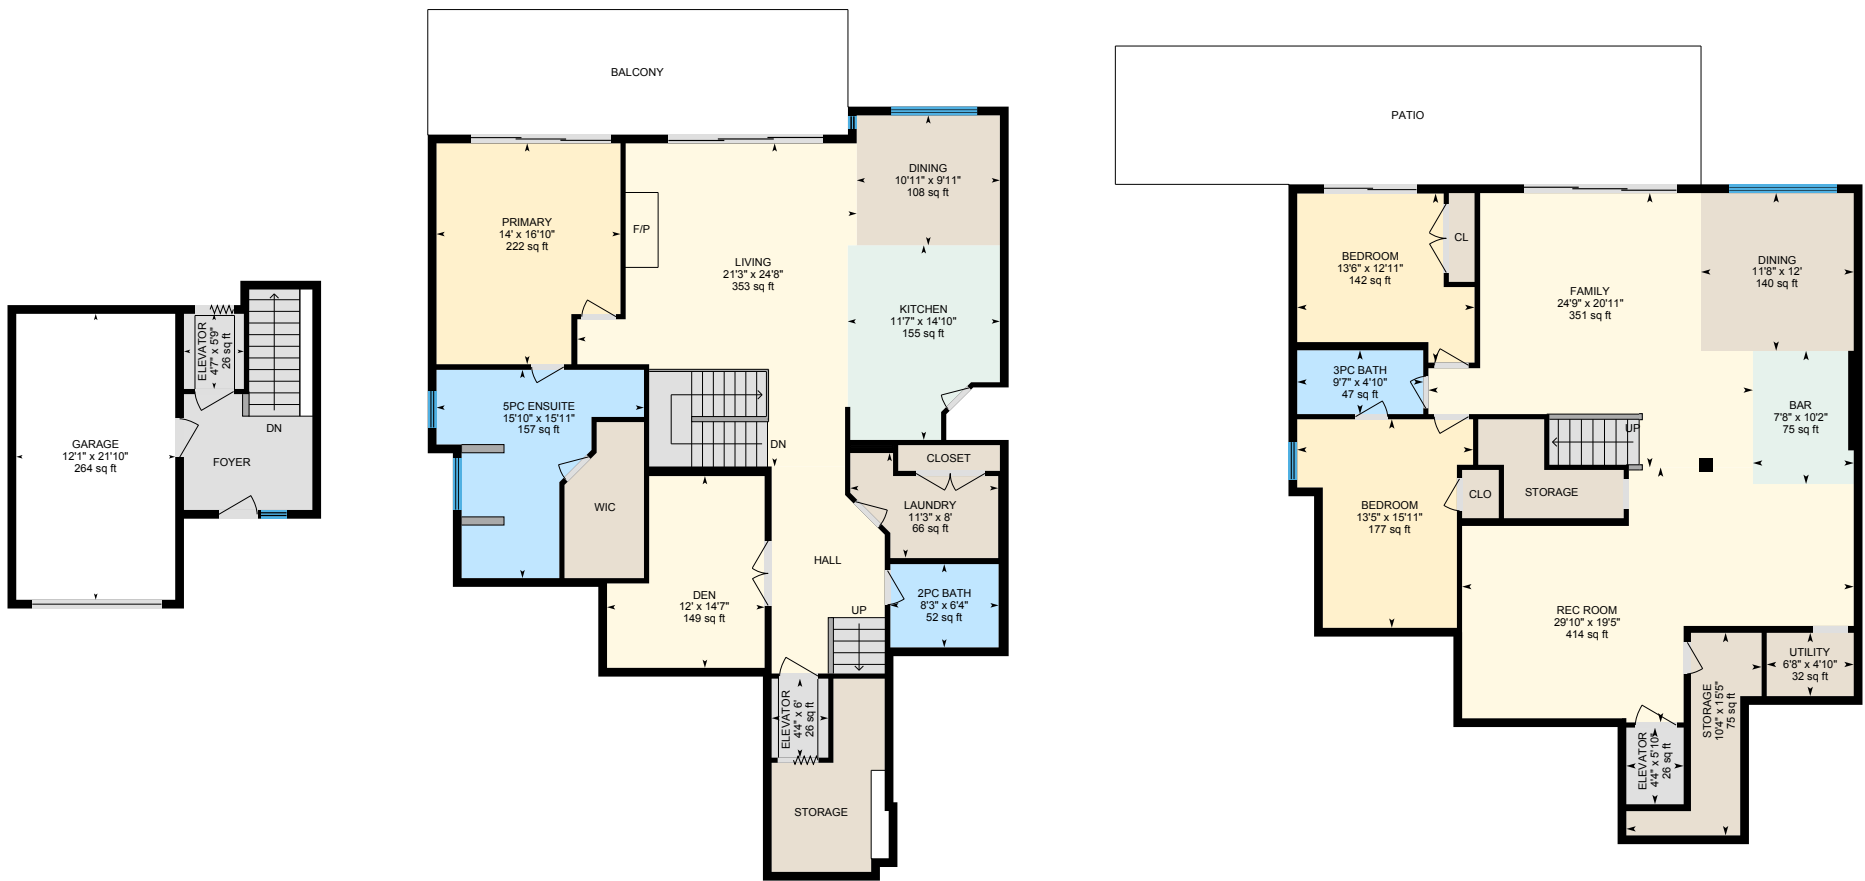 GARAGE
12'1" x 21'10"
264 sq ft
ELEVATOR
4'7" x 5'9"
26 sq ft
FOYER
DN
BALCONY
PRIMARY
14' x 16'10"
222 sq ft
F/P
LIVING
21'3" x 24'8"
353 sq ft
DINING
10'11" x 9'11"
108 sq ft
KITCHEN
11'7" x 14'10"
155 sq ft
5PC ENSUITE
15'10" x 15'11"
157 sq ft
WIC
DN
CLOSET
LAUNDRY
11'3" x 8'
66 sq ft
HALL
DEN
12' x 14'7"
149 sq ft
2PC BATH
8'3" x 6'4"
52 sq ft
UP
ELEVATOR
4'4" x 6'
26 sq ft
STORAGE
PATIO
BEDROOM
13'6" x 12'11"
142 sq ft
CL
FAMILY
24'9" x 20'11"
351 sq ft
DINING
11'8" x 12'
140 sq ft
3PC BATH
9'7" x 4'10"
47 sq ft
BAR
7'8" x 10'2"
75 sq ft
UP
CLO
STORAGE
BEDROOM
13'5" x 15'11"
177 sq ft
REC ROOM
29'10" x 19'5"
414 sq ft
UTILITY
6'8" x 4'10"
32 sq ft
STORAGE
10'4" x 15'5"
75 sq ft
ELEVATOR
4'4" x 5'10"
26 sq ft